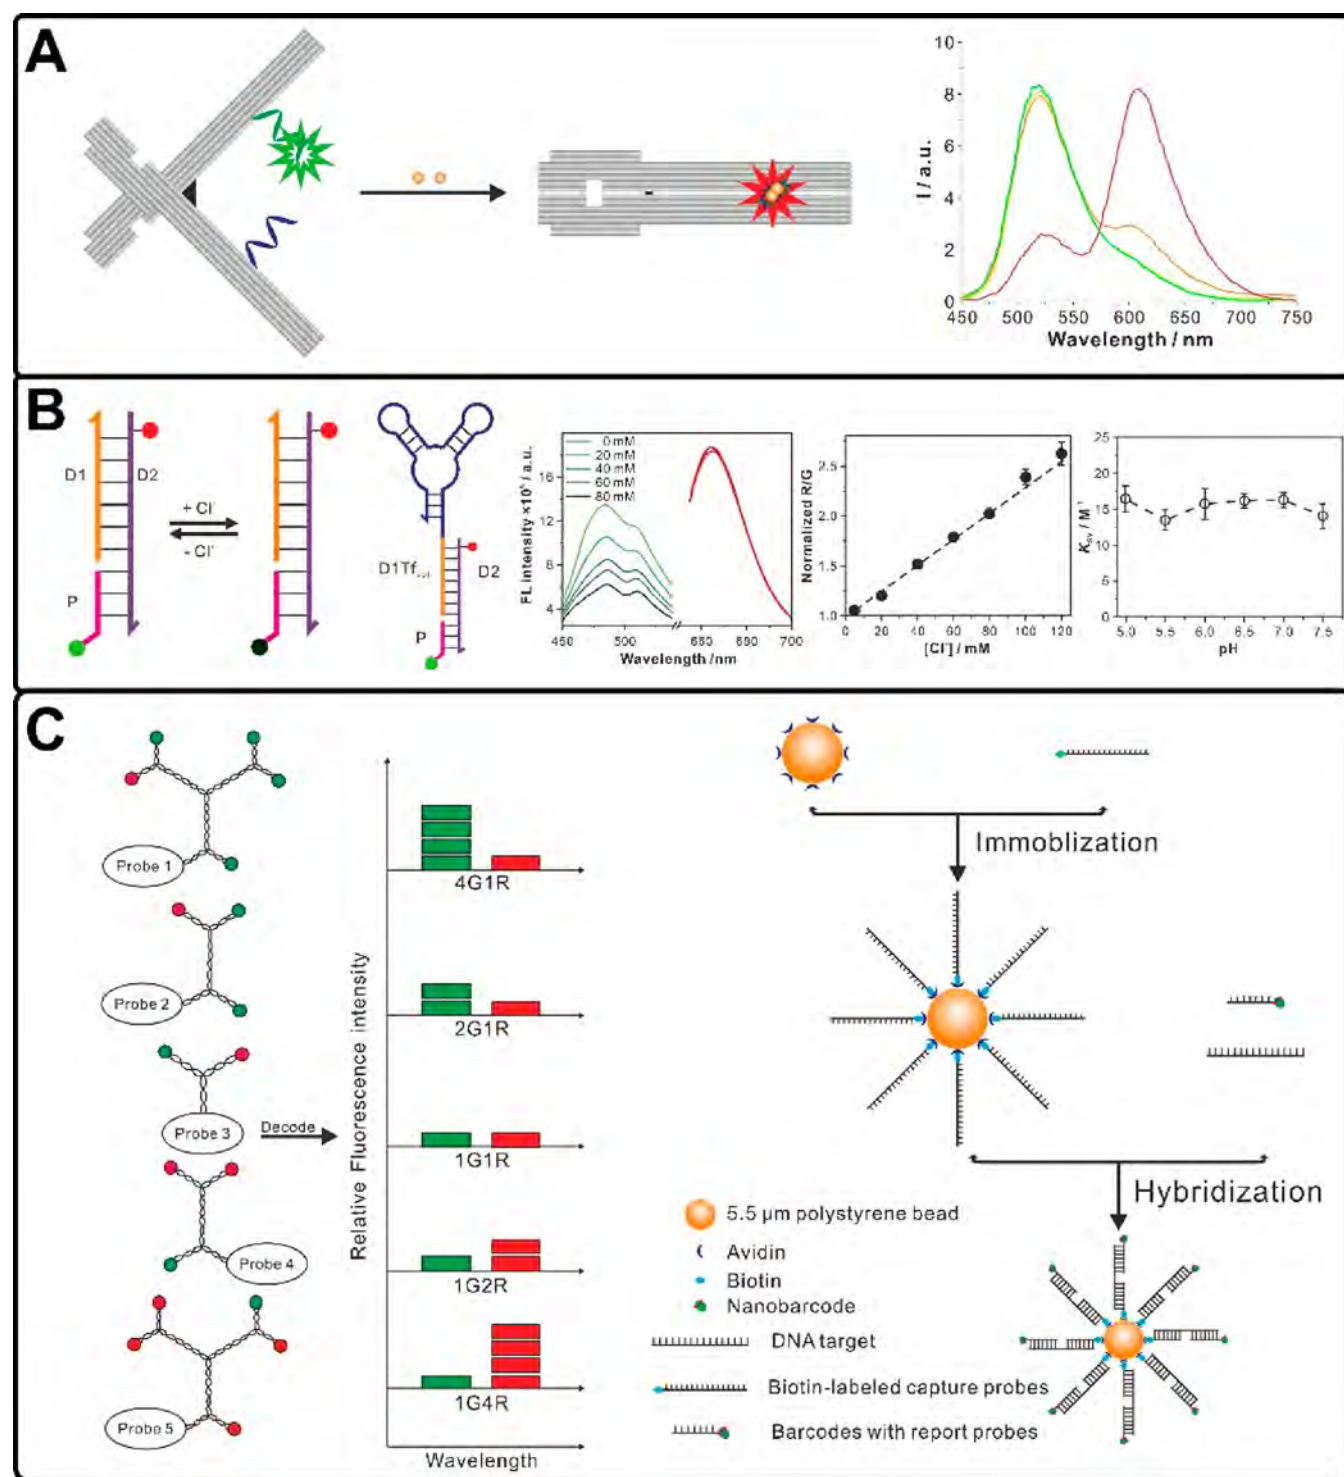 A
10
8
6
4
2
0
I / a.u.
450 500 550 600 650 700 750
Wavelength / nm
B
D1
D2
P
+ Cl⁻
- Cl⁻
D2
P
0 mM
20 mM
40 mM
60 mM
80 mM
FL intensity ×10⁵ / a.u.
16
12
8
4
450 500 650 690 700
Wavelength /nm
Normalized R/G
2.5
2.0
1.5
1.0
0 20 40 60 80 100 120
[Cl⁻] / mM
/ M⁻¹
25
20
15
10
5
0
5.0 5.5 6.0 6.5 7.0 7.5
pH
C
Probe 1
Probe 2
Probe 3
Probe 4
Probe 5
Decode
Relative Fluorescence intensity
4G1R
2G1R
1G1R
1G2R
1G4R
Wavelength
Immoblization
Hybridization
5.5 µm polystyrene bead
Avidin
Biotin
Nanobarcode
DNA target
Biotin-labeled capture probes
Barcodes with report probes